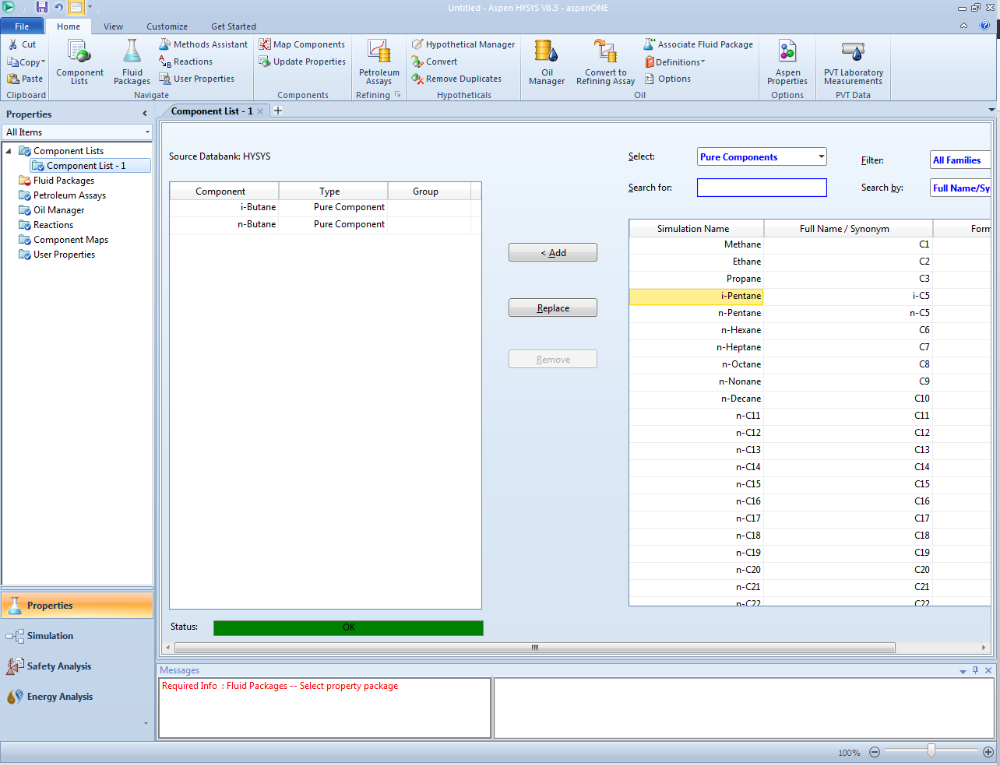 Untitled - Aspen HYSYS V8.3 - aspenONE
File Home View Customize Get Started
Cut
Copy
Paste
Clipboard
Component Lists
Fluid Packages
Methods Assistant
Reactions
User Properties
Navigate
Map Components
Update Properties
Components
Petroleum Assays
Refining
Hypothetical Manager
Convert
Remove Duplicates
Hypotheticals
Oil Manager
Convert to Refining Assay
Associate Fluid Package
Definitions
Options
Oil
Aspen Properties
Options
PVT Laboratory Measurements
PVT Data
Properties
All Items
Component Lists
Component List - 1
Fluid Packages
Petroleum Assays
Oil Manager
Reactions
Component Maps
User Properties
Properties
Simulation
Safety Analysis
Energy Analysis
Component List - 1
Source Databank: HYSYS
Component Type Group
i-Butane Pure Component
n-Butane Pure Component
Status: OK
< Add
Replace
Remove
Select: Pure Components Filter: All Families
Search for: Search by: Full Name/Sy
Simulation Name Full Name / Synonym Form
Methane C1
Ethane C2
Propane C3
i-Pentane i-C5
n-Pentane n-C5
n-Hexane C6
n-Heptane C7
n-Octane C8
n-Nonane C9
n-Decane C10
n-C11 C11
n-C12 C12
n-C13 C13
n-C14 C14
n-C15 C15
n-C16 C16
n-C17 C17
n-C18 C18
n-C19 C19
n-C20 C20
n-C21 C21
n-C22 C22
Messages
Required Info : Fluid Packages -- Select property package
100%